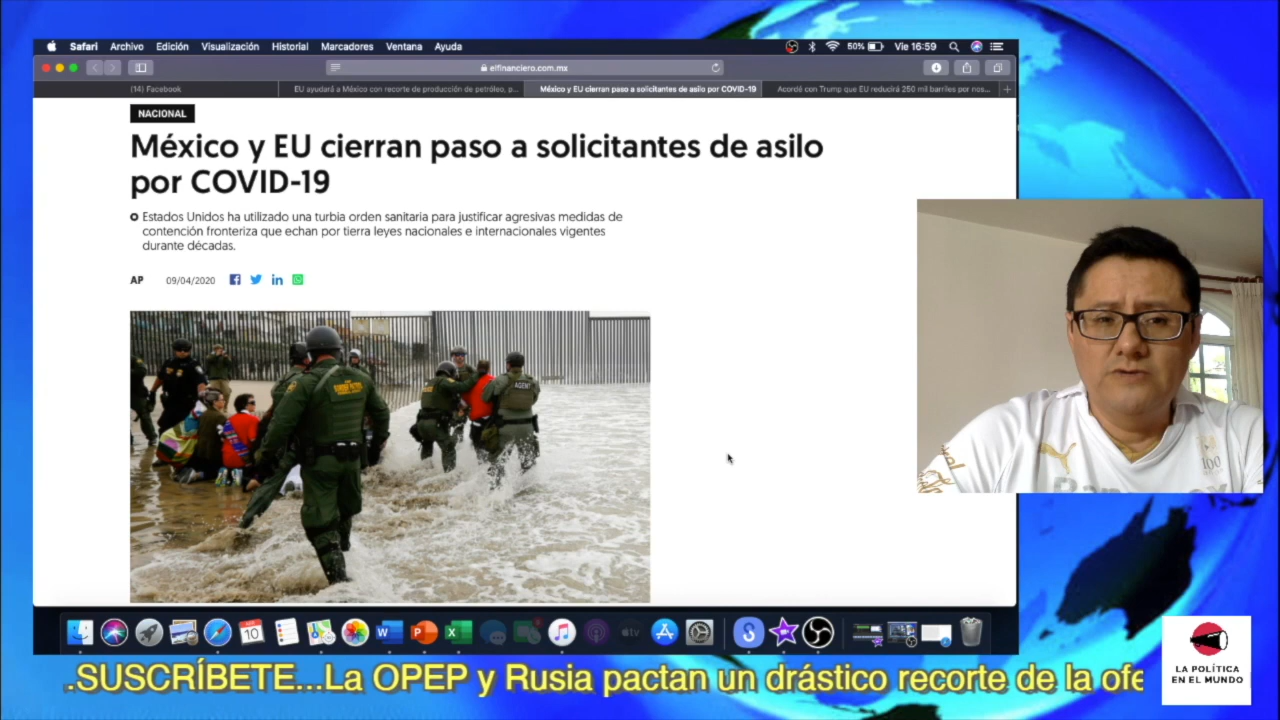 Safari Archivo Edición Visualización Historial Marcadores Ventana Ayuda
50% Vie 16:59
elfinanciero.com.mx
(14) Facebook
EU ayudará a México con recorte de producción de petróleo, p...
México y EU cierran paso a solicitantes de asilo por COVID-19
Acordé con Trump que EU reducirá 250 mil barriles por nos...
NACIONAL
México y EU cierran paso a solicitantes de asilo
por COVID-19
Estados Unidos ha utilizado una turbia orden sanitaria para justificar agresivas medidas de
contención fronteriza que echan por tierra leyes nacionales e internacionales vigentes
durante décadas.
AP 09/04/2020
AGENT
100
10
tv
.SUSCRÍBETE...La OPEP y Rusia pactan un drástico recorte de la ofe
LA POLÍTICA
EN EL MUNDO